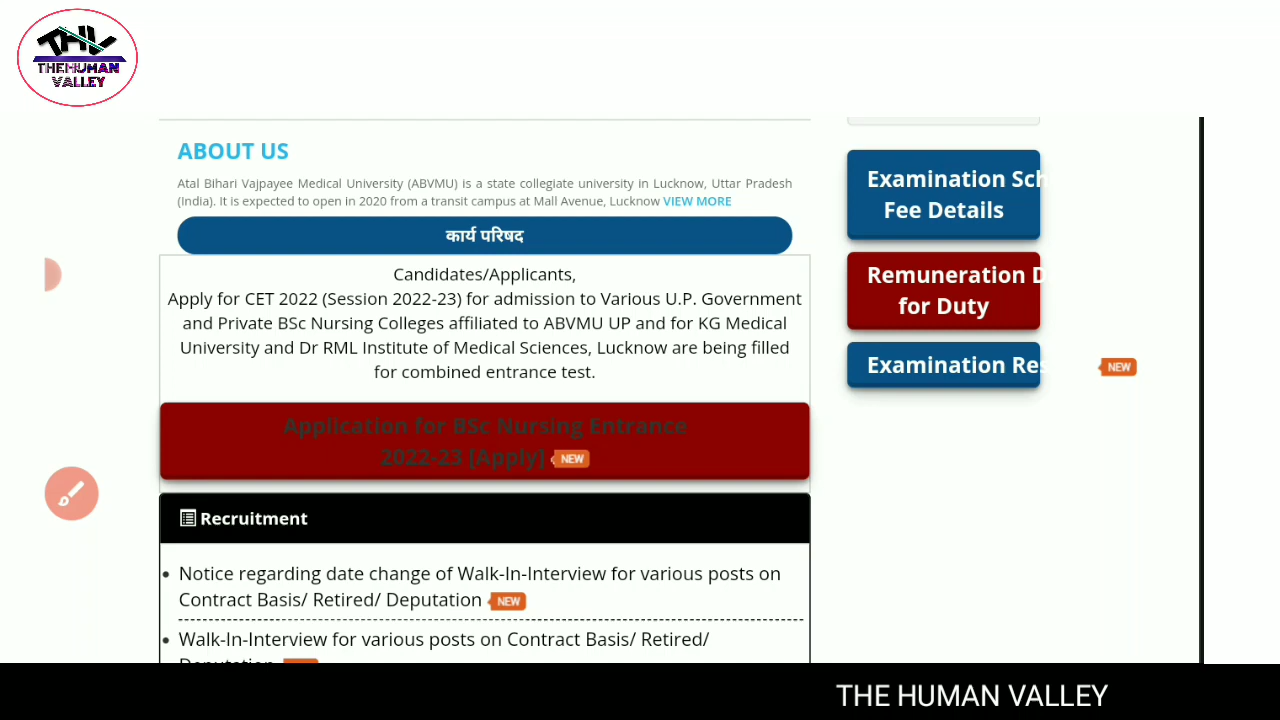 THV
THEHUMAN
VALLEY
ABOUT US
Atal Bihari Vajpayee Medical University (ABVMU) is a state collegiate university in Lucknow, Uttar Pradesh
(India). It is expected to open in 2020 from a transit campus at Mall Avenue, Lucknow VIEW MORE
कार्य परिषद
Candidates/Applicants,
Apply for CET 2022 (Session 2022-23) for admission to Various U.P. Government
and Private BSc Nursing Colleges affiliated to ABVMU UP and for KG Medical
University and Dr RML Institute of Medical Sciences, Lucknow are being filled
for combined entrance test.
Application for BSc Nursing Entrance
2022-23 [Apply] NEW
Recruitment
Notice regarding date change of Walk-In-Interview for various posts on
Contract Basis/ Retired/ Deputation NEW
Walk-In-Interview for various posts on Contract Basis/ Retired/
Examination Sch
Fee Details
Remuneration D
for Duty
Examination Res NEW
THE HUMAN VALLEY